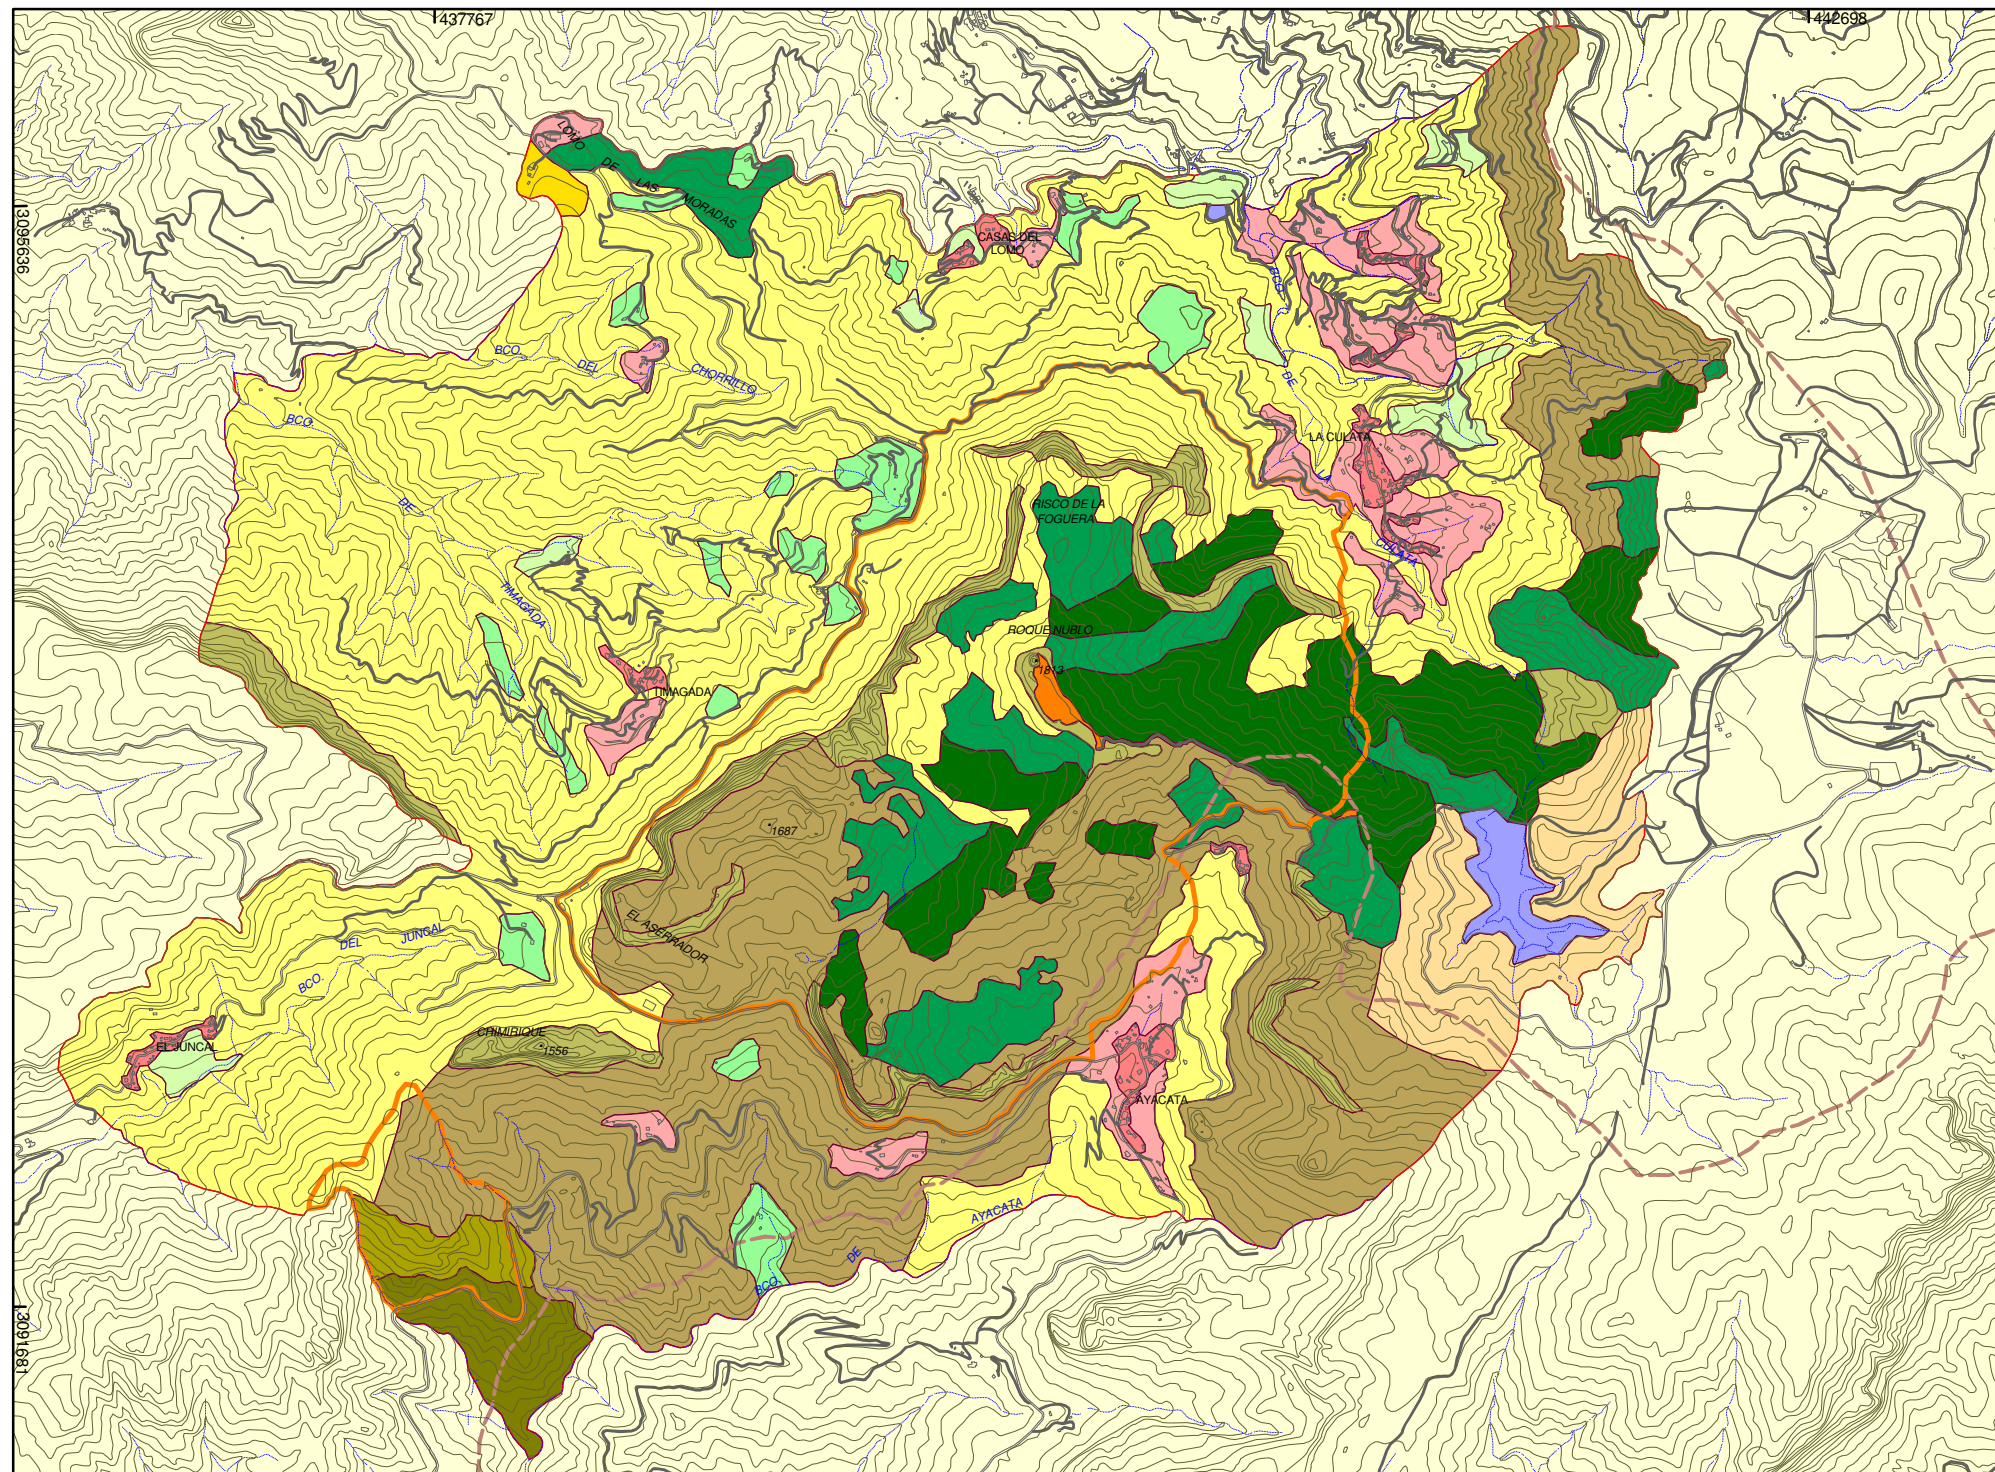 437767
442698
3095636
LOMO
DE
LAS
MORADAS
CASAS DEL
LOMO
BCO.
DE
LA
CULATA
BCO.
DEL
CHORRILLO
BCO.
DE
TIMAGADA
LA CULATA
RISCO DE LA
FOGUERA
ROQUE NUBLO
1813
TIMAGADA
1687
EL ASERRADOR
BCO.
DEL
JUNCAL
CHIMIRIQUE
1556
EL JUNCAL
AYACATA
BCO.
DE
AYACATA
3091681